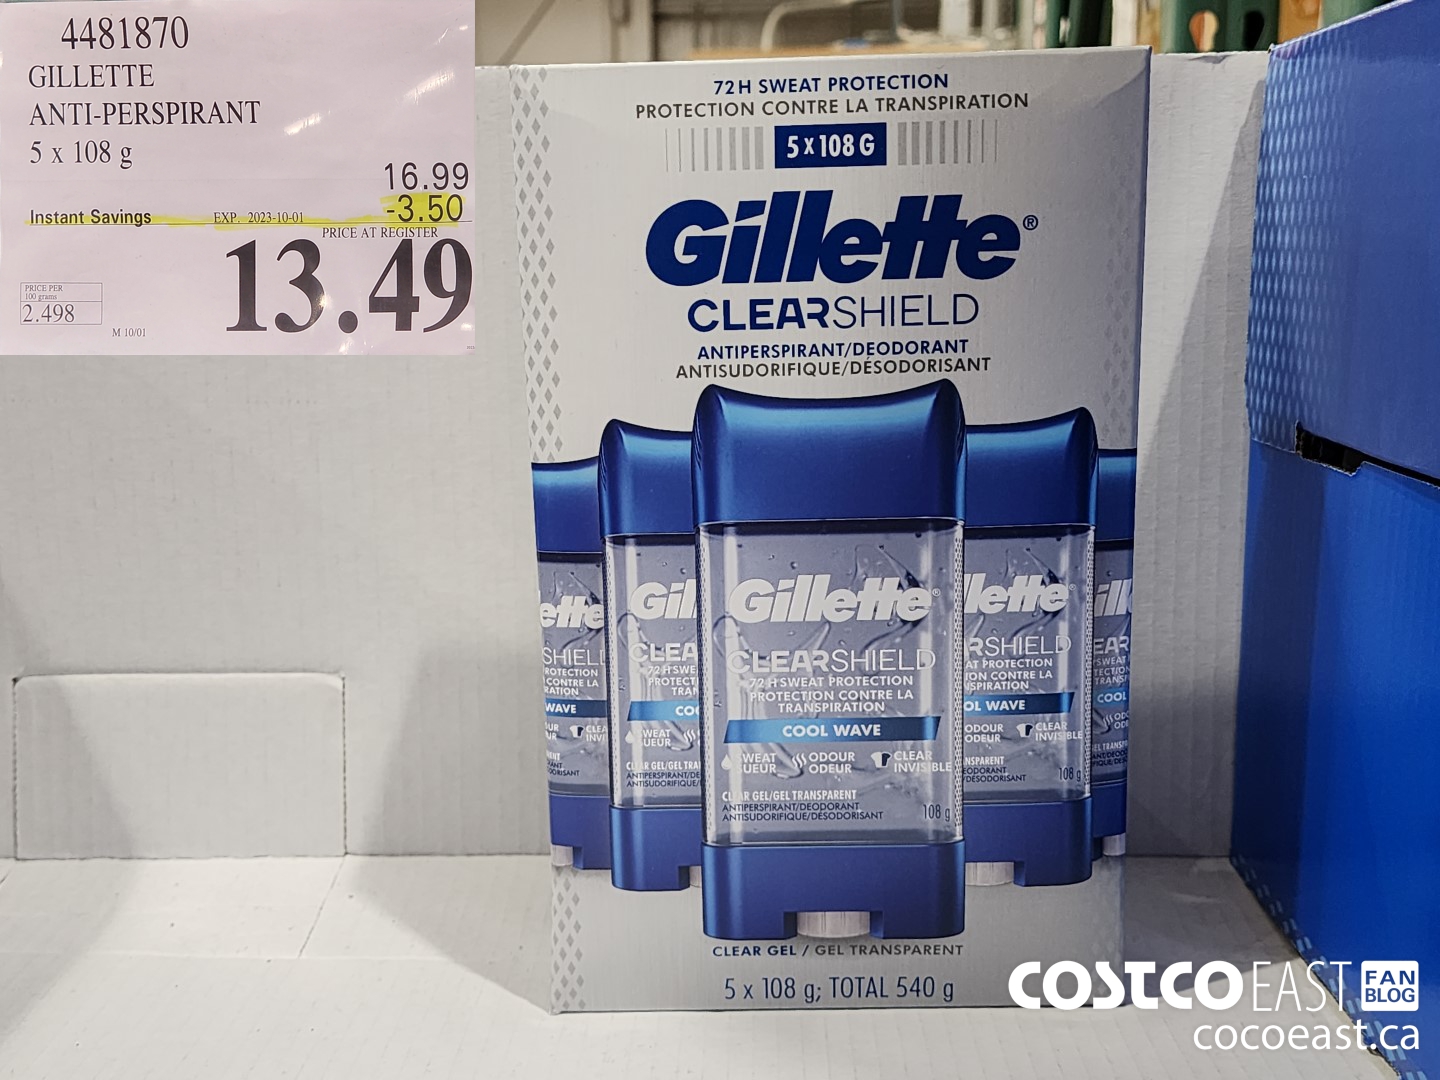 4481870
GILLETTE
ANTI-PERSPIRANT
5 x 108 g
16.99
Instant Savings EXP. 2023-10-01 -3.50
PRICE AT REGISTER
13.49
PRICE PER
100 grams
2.498
M 10/01
72H SWEAT PROTECTION
PROTECTION CONTRE LA TRANSPIRATION
5 x 108 G
Gillette®
CLEARSHIELD
ANTIPERSPIRANT/DEODORANT
ANTISUDORIFIQUE/DÉSODORISANT
Gillette®
CLEARSHIELD
72 H SWEAT PROTECTION
PROTECTION CONTRE LA
TRANSPIRATION
COOL WAVE
SWEAT ODOUR CLEAR
SUEUR ODEUR INVISIBLE
CLEAR GEL/GEL TRANSPARENT
ANTIPERSPIRANT/DEODORANT
ANTISUDORIFIQUE/DÉSODORISANT
108 g
CLEAR GEL / GEL TRANSPARENT
5 x 108 g; TOTAL 540 g
COSTCO EAST FAN BLOG
cocoeast.ca